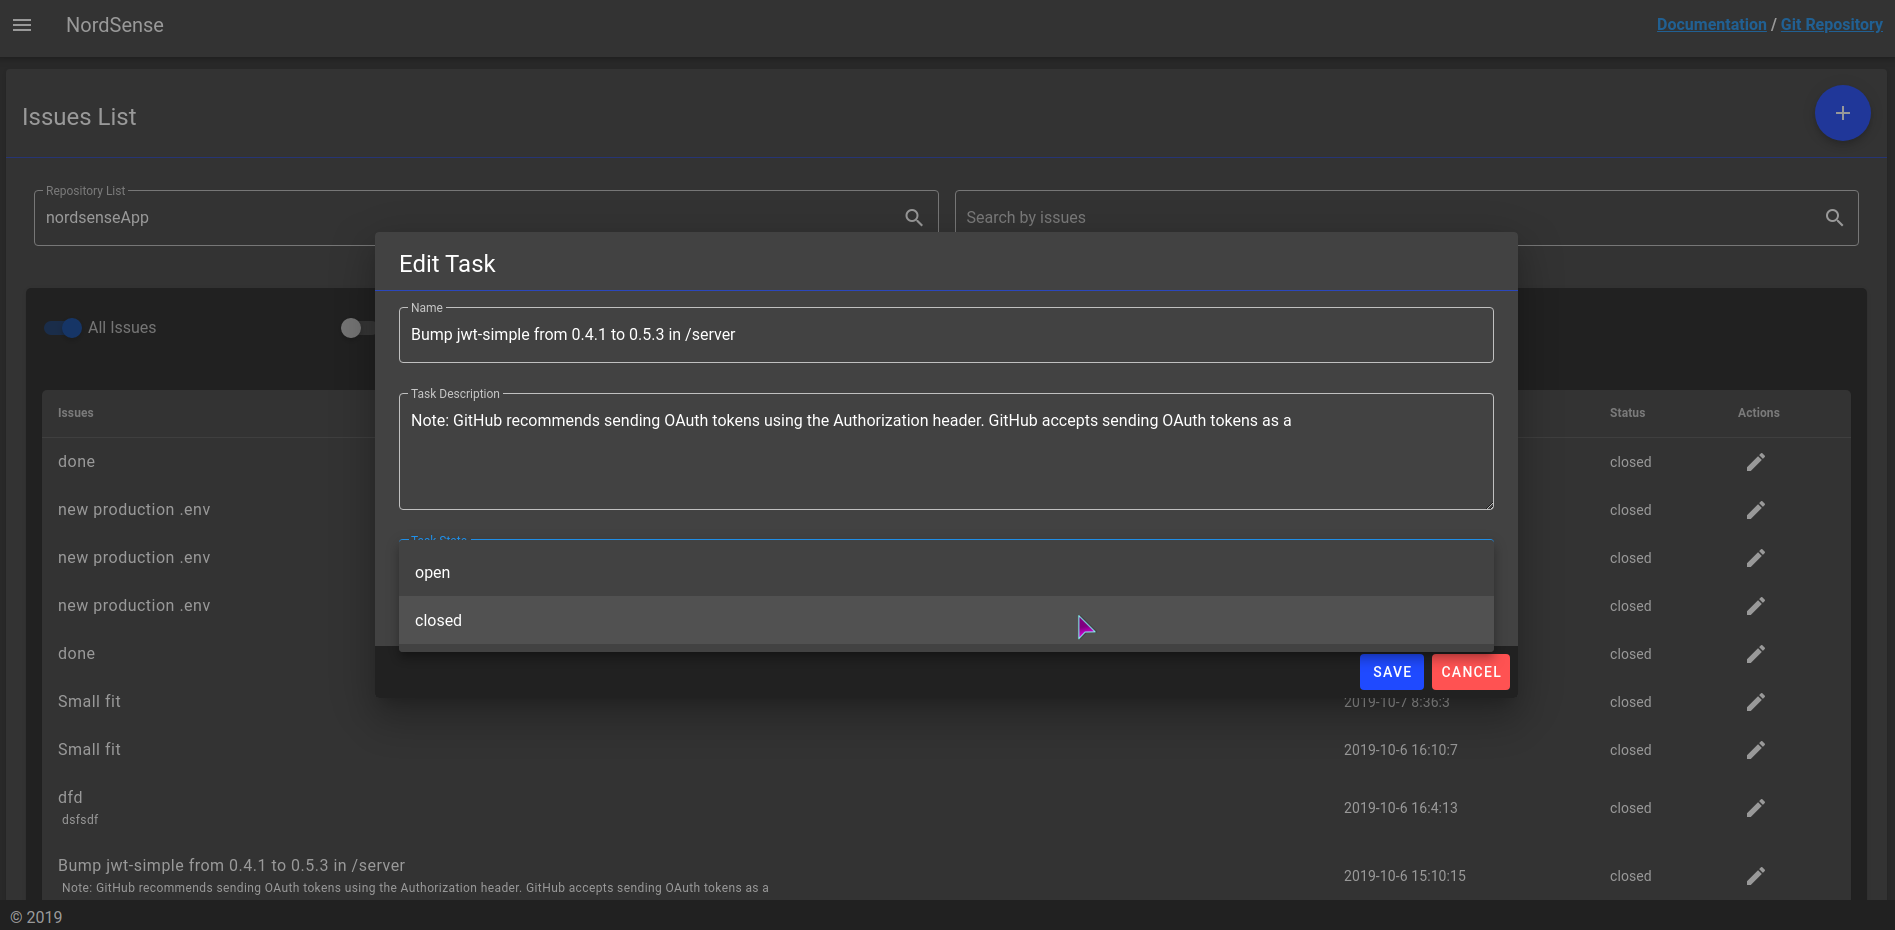 NordSense
Documentation / Git Repository
Issues List
Repository List
nordsenseApp
Search by issues
Edit Task
Name
Bump jwt-simple from 0.4.1 to 0.5.3 in /server
Task Description
Note: GitHub recommends sending OAuth tokens using the Authorization header. GitHub accepts sending OAuth tokens as a
Task State
open
closed
SAVE CANCEL
All Issues
Issues Status Actions
done closed
new production .env closed
new production .env closed
new production .env closed
done closed
Small fit 2019-10-7 8:36:3 closed
Small fit 2019-10-6 16:10:7 closed
dfd 2019-10-6 16:4:13 closed
dsfsdf
Bump jwt-simple from 0.4.1 to 0.5.3 in /server 2019-10-6 15:10:15 closed
Note: GitHub recommends sending OAuth tokens using the Authorization header. GitHub accepts sending OAuth tokens as a
© 2019